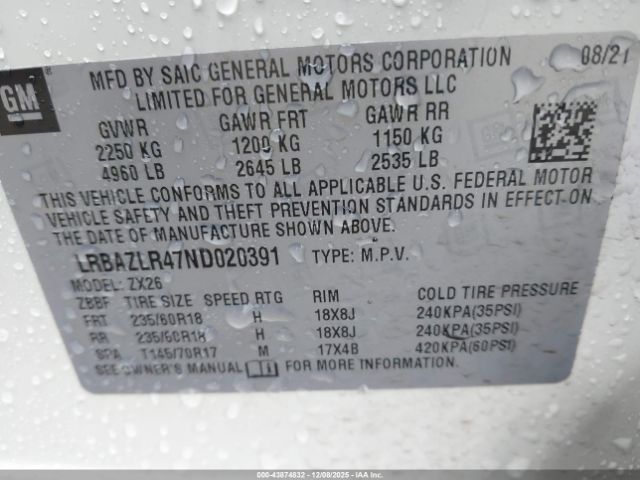 GM
MFD BY SAIC GENERAL MOTORS CORPORATION 08/21
LIMITED FOR GENERAL MOTORS LLC
GVWR GAWR FRT GAWR RR
2250 KG 1200 KG 1150 KG
4960 LB 2645 LB 2535 LB
THIS VEHICLE CONFORMS TO ALL APPLICABLE U.S. FEDERAL MOTOR
VEHICLE SAFETY AND THEFT PREVENTION STANDARDS IN EFFECT ON
THE DATE OF MANUFACTURE SHOWN ABOVE.
LRBAZLR47ND020391 TYPE: M.P.V.
MODEL: ZX26
ZBBF TIRE SIZE SPEED RTG RIM COLD TIRE PRESSURE
FRT 235/60R18 H 18X8J 240KPA(35PSI)
RR 235/60R18 H 18X8J 240KPA(35PSI)
SPA T145/70R17 M 17X4B 420KPA(60PSI)
SEE OWNER'S MANUAL FOR MORE INFORMATION.
000-43874832 - 12/08/2025 - IAAI.CA